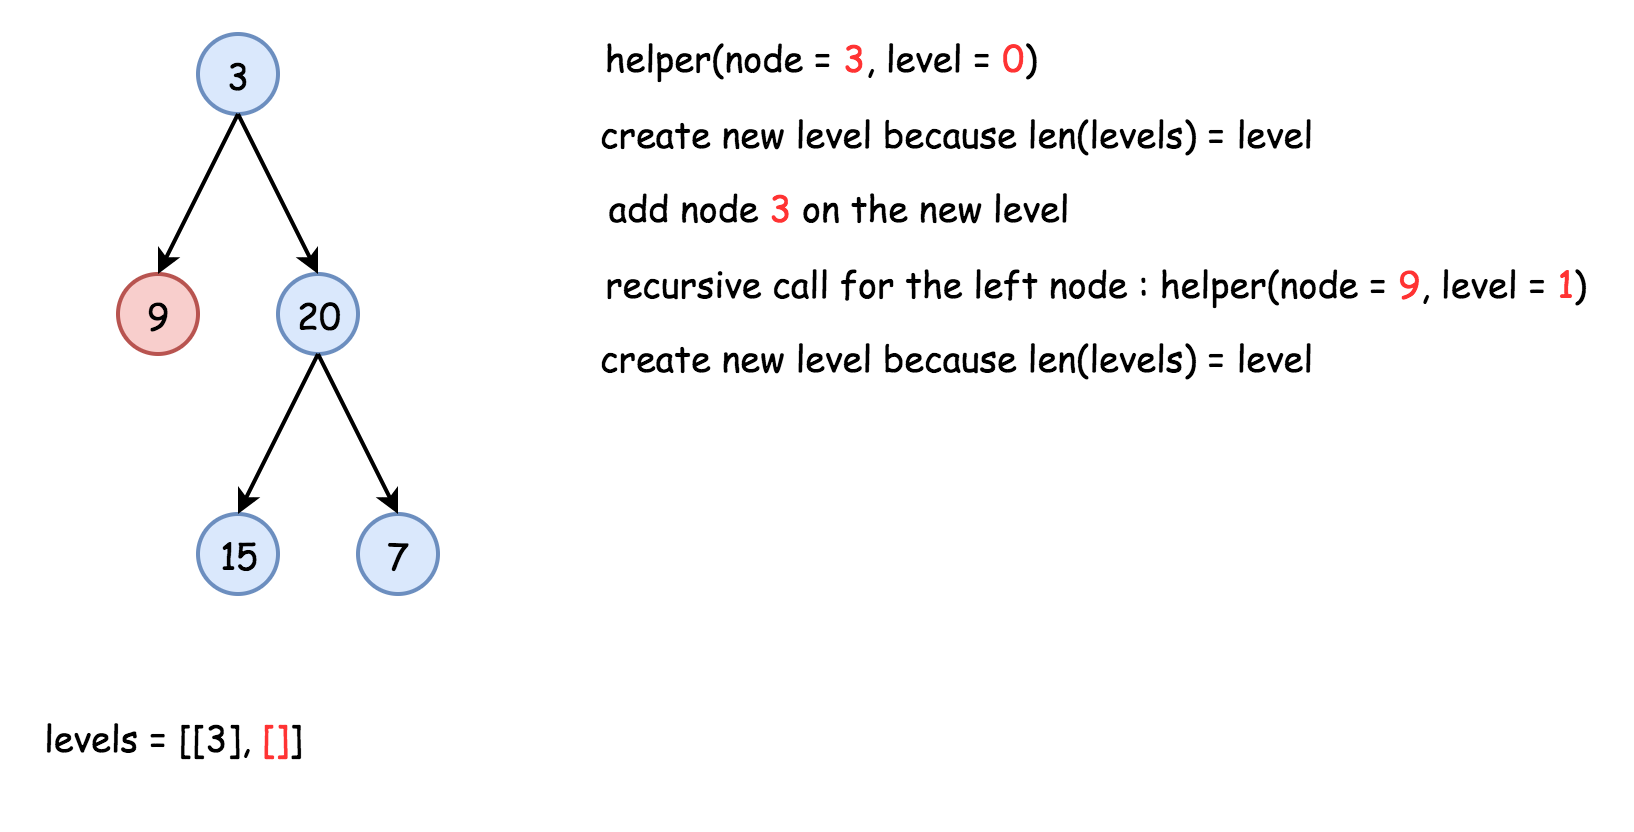 3
9
20
15
7
helper(node = 3, level = 0)
create new level because len(levels) = level
add node 3 on the new level
recursive call for the left node : helper(node = 9, level = 1)
create new level because len(levels) = level
levels = [[3], []]